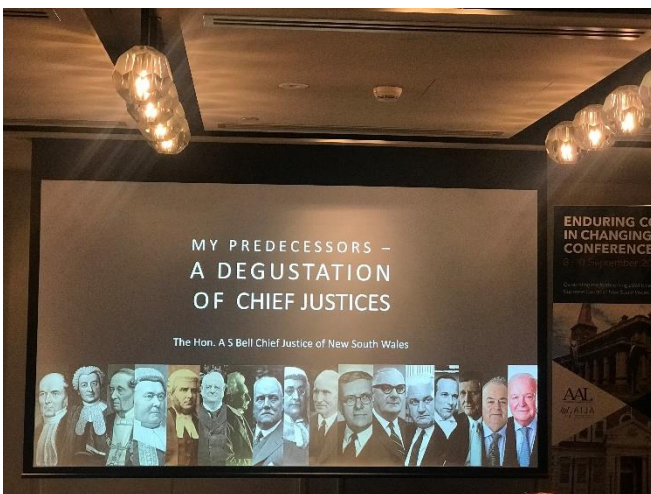 MY PREDECESSORS –
A DEGUSTATION
OF CHIEF JUSTICES
The Hon. A S Bell Chief Justice of New South Wales
ENDURING CO
IN CHANGING
CONFERENCE
September
AAL